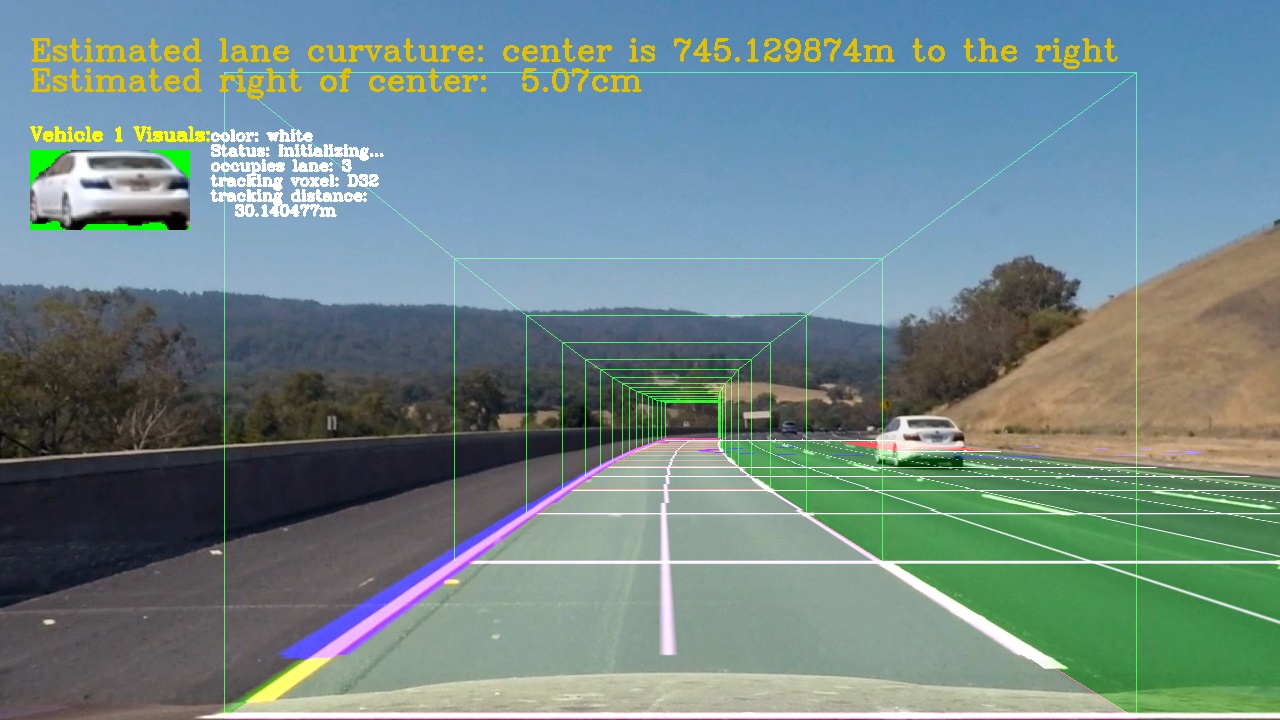 Estimated lane curvature: center is 745.129874m to the right
Estimated right of center: 5.07cm
Vehicle 1 Visuals:
color: white
Status: Initializing...
occupies lane: 3
tracking voxel: D32
tracking distance:
30.140477m